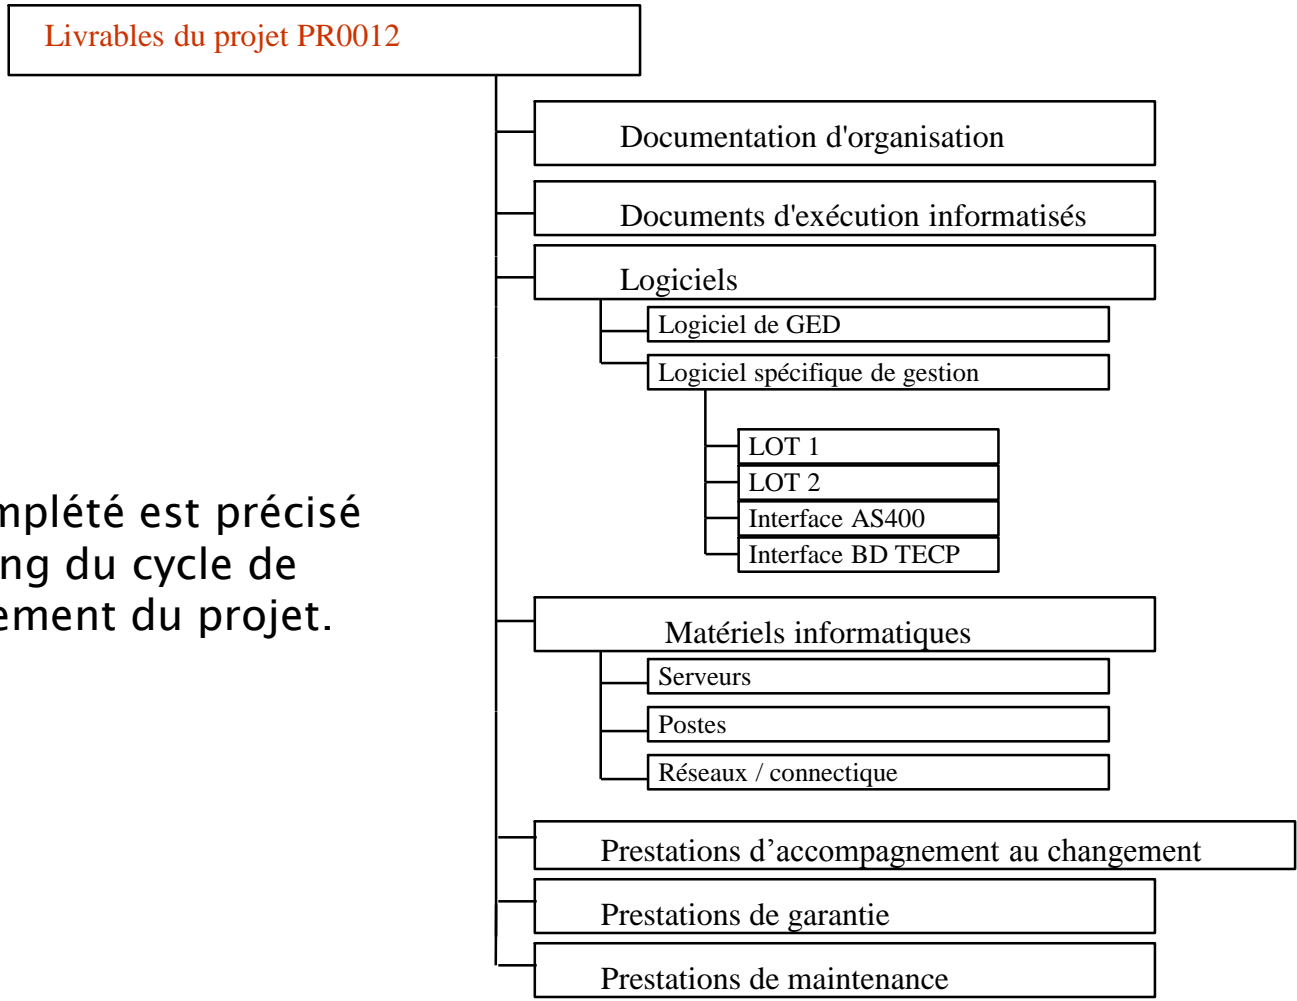 Livrables du projet PR0012
Documentation d'organisation
Documents d'exécution informatisés
Logiciels
Logiciel de GED
Logiciel spécifique de gestion
LOT 1
LOT 2
Interface AS400
Interface BD TECP
mplété est précisé
ng du cycle de
ement du projet.
Matériels informatiques
Serveurs
Postes
Réseaux / connectique
Prestations d’accompagnement au changement
Prestations de garantie
Prestations de maintenance